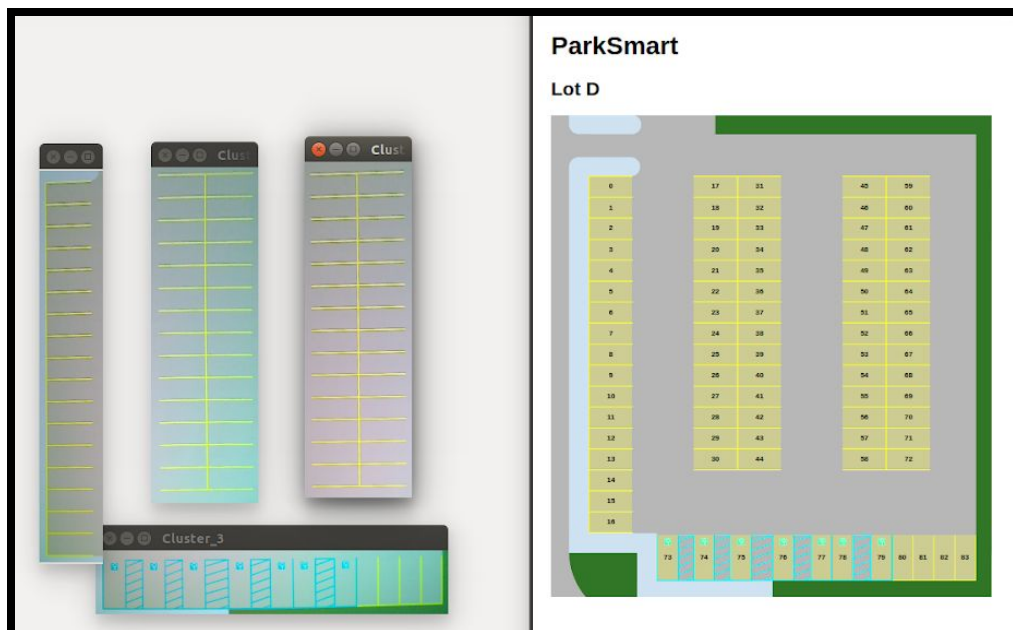 Clust
Clust
Cluster_3
ParkSmart
Lot D
0 17 31 45 59
1 18 32 46 60
2 19 33 47 61
3 20 34 48 62
4 21 35 49 63
5 22 36 50 64
6 23 37 51 65
7 24 38 52 66
8 25 39 53 67
9 26 40 54 68
10 27 41 55 69
11 28 42 56 70
12 29 43 57 71
13 30 44 58 72
14
15
16
73 74 75 76 77 78 79 80 81 82 83